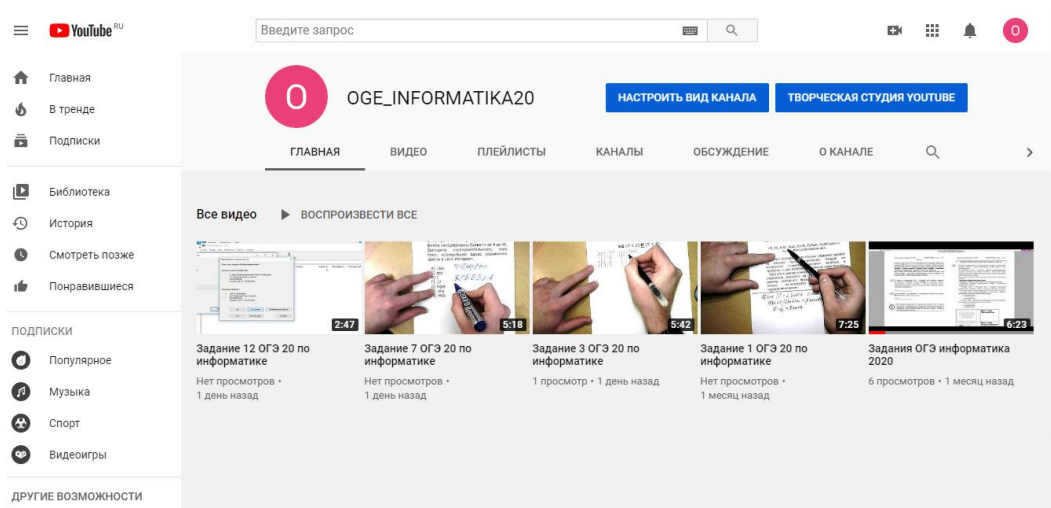 YouTube RU
Введите запрос
O
Главная
В тренде
Подписки
Библиотека
История
Смотреть позже
Понравившиеся
ПОДПИСКИ
Популярное
Музыка
Спорт
Видеоигры
ДРУГИЕ ВОЗМОЖНОСТИ
O
OGE_INFORMATIKA20
НАСТРОИТЬ ВИД КАНАЛА
ТВОРЧЕСКАЯ СТУДИЯ YOUTUBE
ГЛАВНАЯ ВИДЕО ПЛЕЙЛИСТЫ КАНАЛЫ ОБСУЖДЕНИЕ О КАНАЛЕ
Все видео ВОСПРОИЗВЕСТИ ВСЕ
2:47
Задание 12 ОГЭ 20 по
информатике
Нет просмотров •
1 день назад
5:18
Задание 7 ОГЭ 20 по
информатике
Нет просмотров •
1 день назад
5:42
Задание 3 ОГЭ 20 по
информатике
1 просмотр • 1 день назад
7:25
Задание 1 ОГЭ 20 по
информатике
Нет просмотров •
1 месяц назад
6:23
Задания ОГЭ информатика
2020
6 просмотров • 1 месяц назад